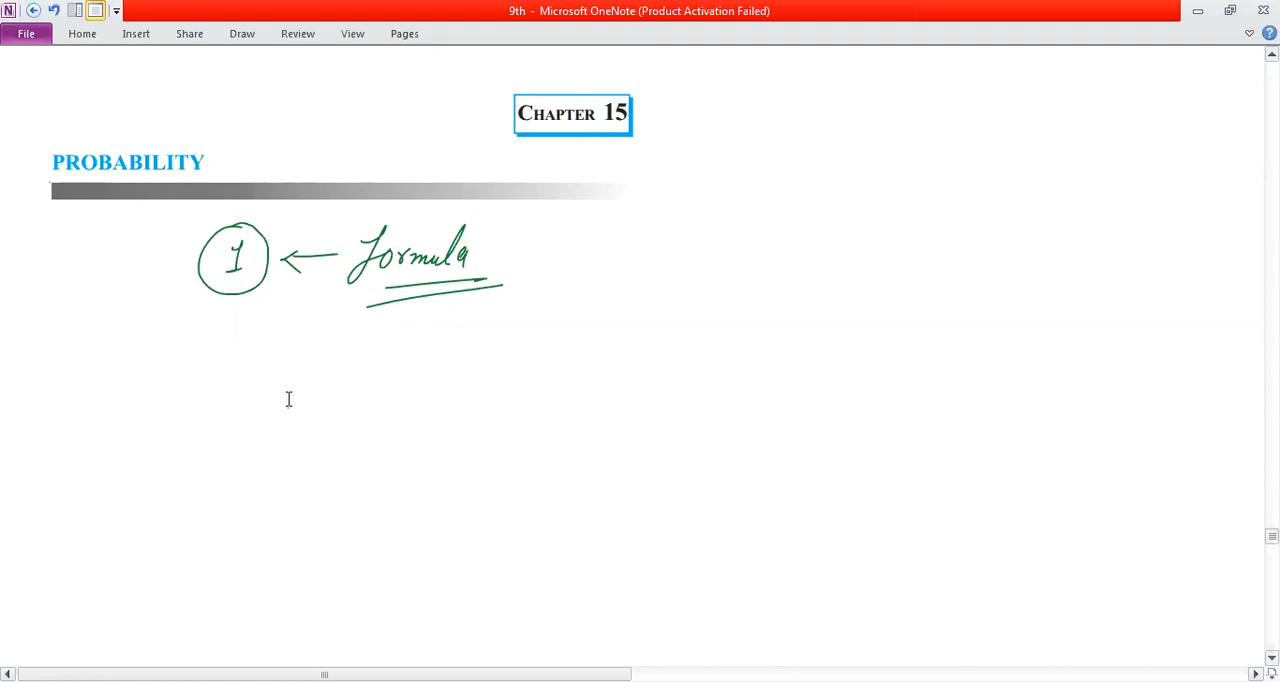 9th - Microsoft OneNote (Product Activation Failed)
File Home Insert Share Draw Review View Pages
CHAPTER 15
PROBABILITY
1 ← formula